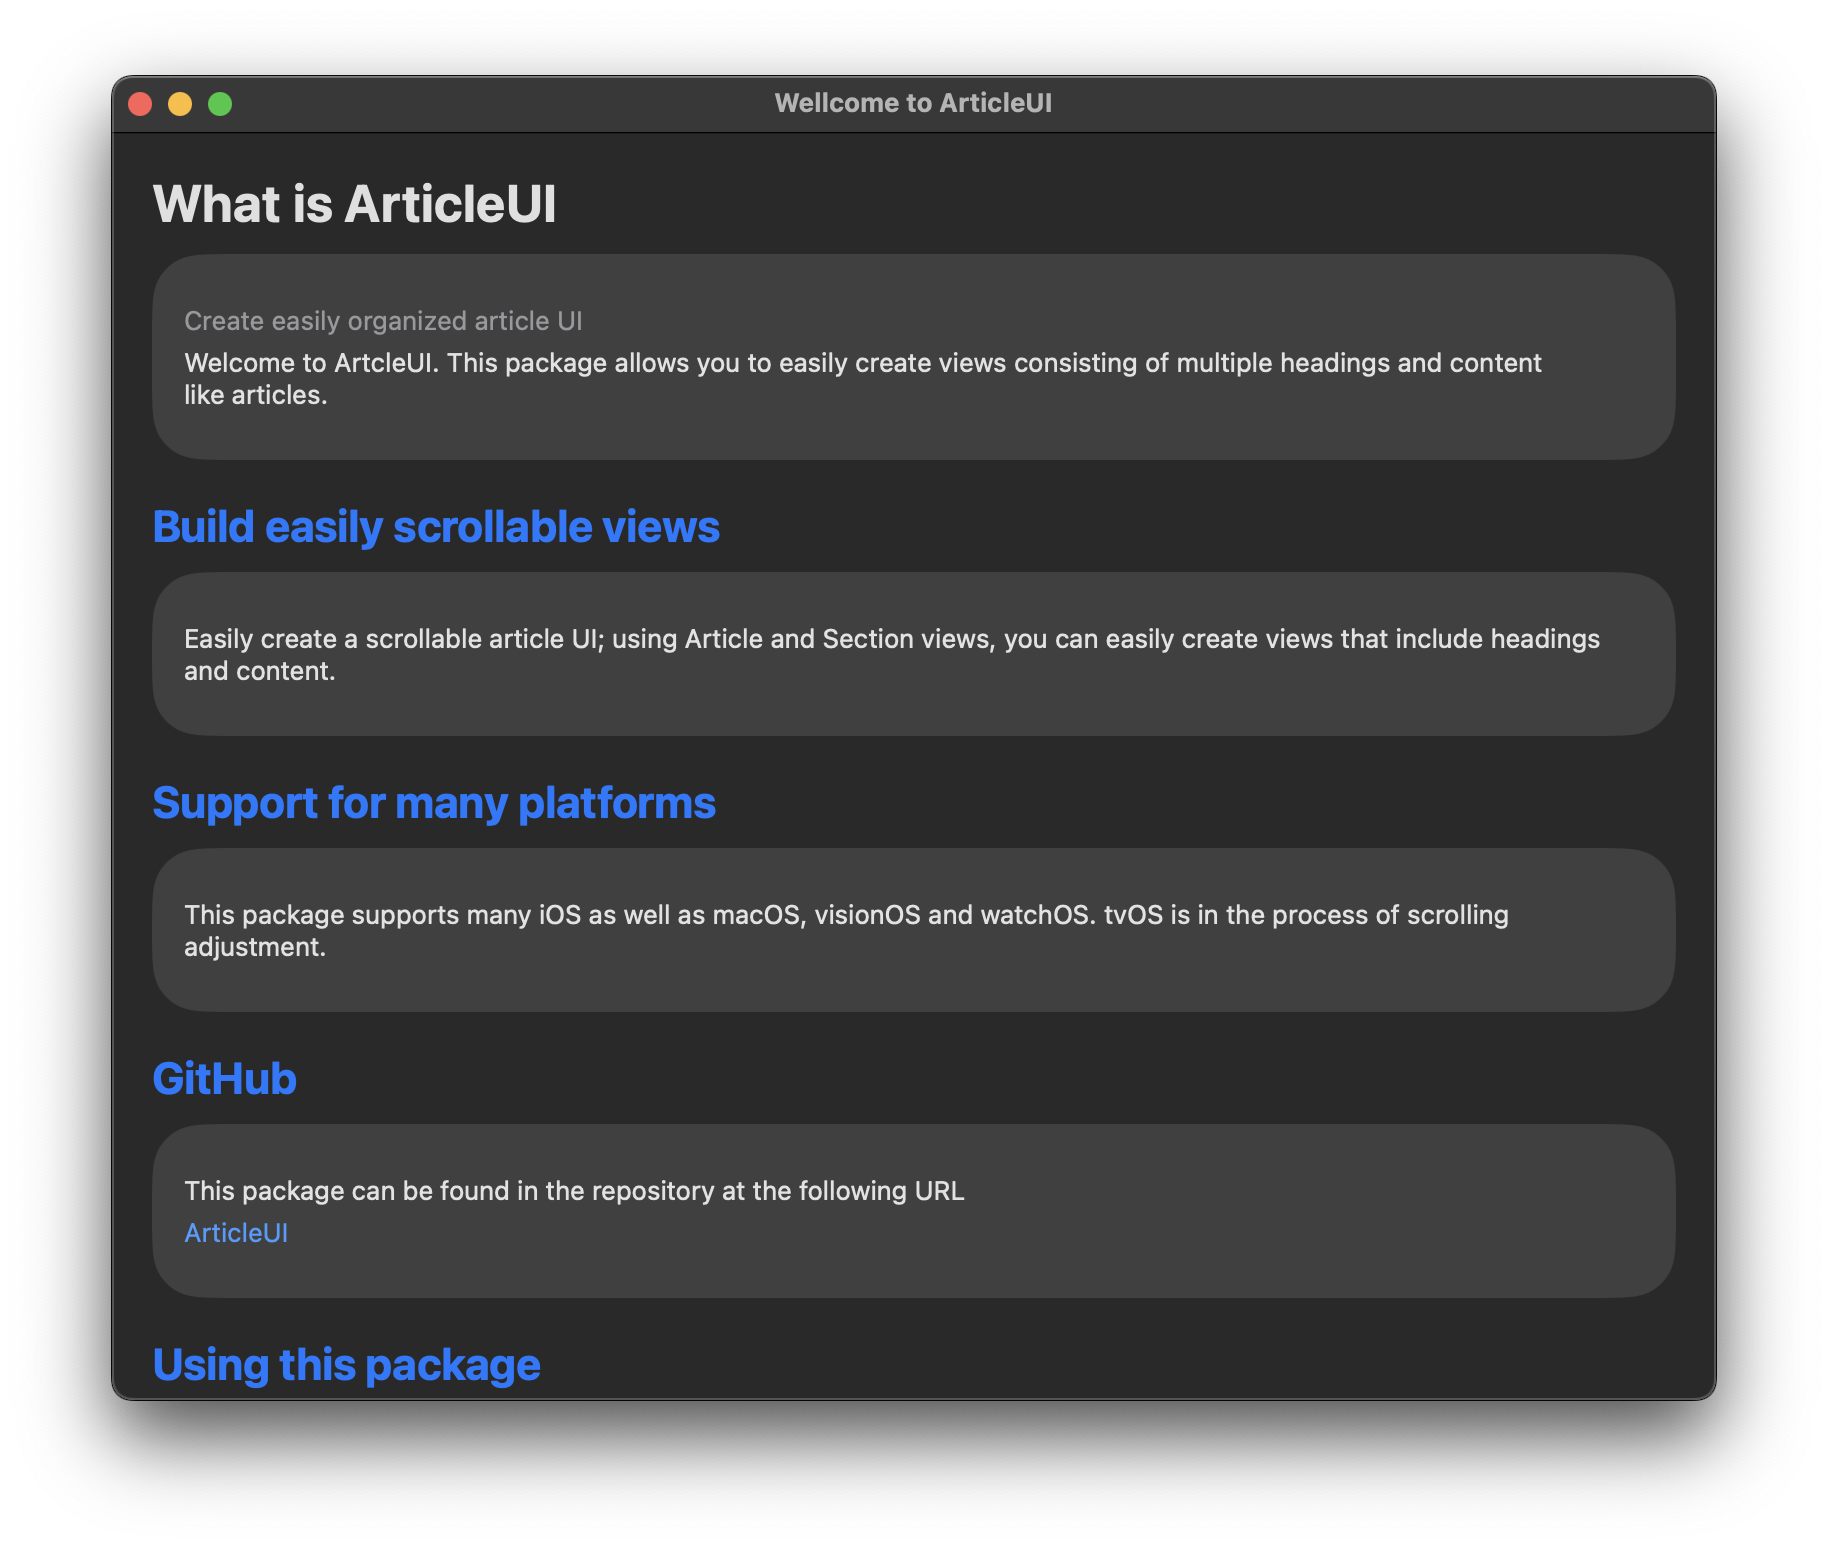 Wellcome to ArticleUI
What is ArticleUI
Create easily organized article UI
Welcome to ArtcleUI. This package allows you to easily create views consisting of multiple headings and content
like articles.
Build easily scrollable views
Easily create a scrollable article UI; using Article and Section views, you can easily create views that include headings
and content.
Support for many platforms
This package supports many iOS as well as macOS, visionOS and watchOS. tvOS is in the process of scrolling
adjustment.
GitHub
This package can be found in the repository at the following URL
ArticleUI
Using this package